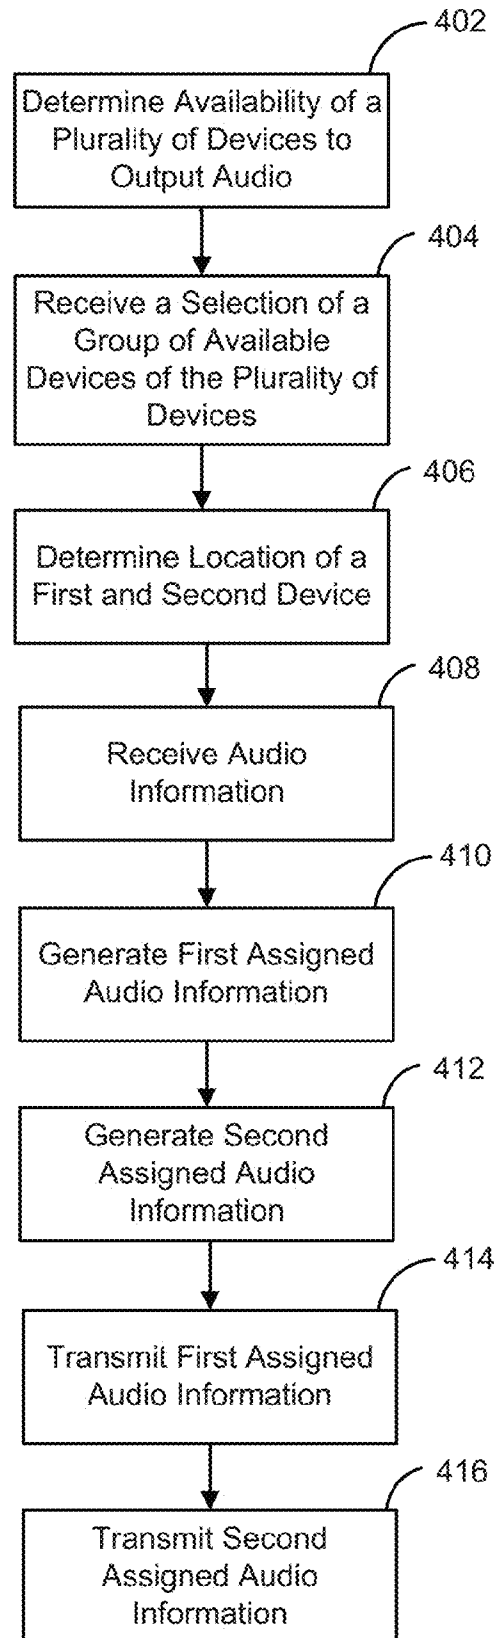 402
Determine Availability of a
Plurality of Devices to
Output Audio
404
Receive a Selection of a
Group of Available
Devices of the Plurality of
Devices
406
Determine Location of a
First and Second Device
408
Receive Audio
Information
410
Generate First Assigned
Audio Information
412
Generate Second
Assigned Audio
Information
414
Transmit First Assigned
Audio Information
416
Transmit Second
Assigned Audio
Information